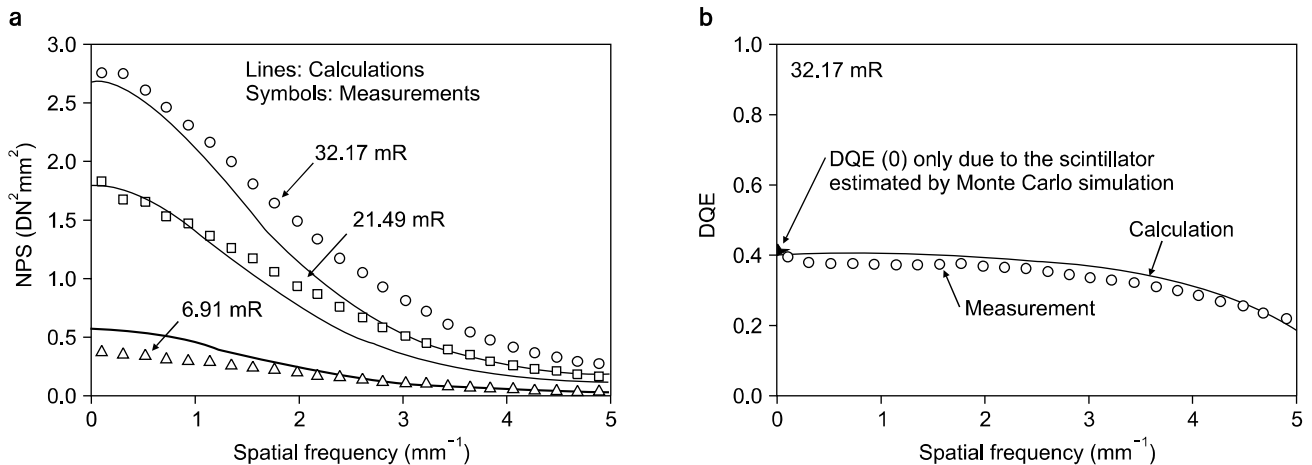 a
3.0
2.5
2.0
1.5
1.0
0.5
0.0
NPS (DN²mm²)
Lines: Calculations
Symbols: Measurements
32.17 mR
21.49 mR
6.91 mR
0 1 2 3 4 5
Spatial frequency (mm⁻¹)
b
1.0
0.8
0.6
0.4
0.2
0.0
DQE
32.17 mR
DQE (0) only due to the scintillator
estimated by Monte Carlo simulation
Calculation
Measurement
0 1 2 3 4 5
Spatial frequency (mm⁻¹)